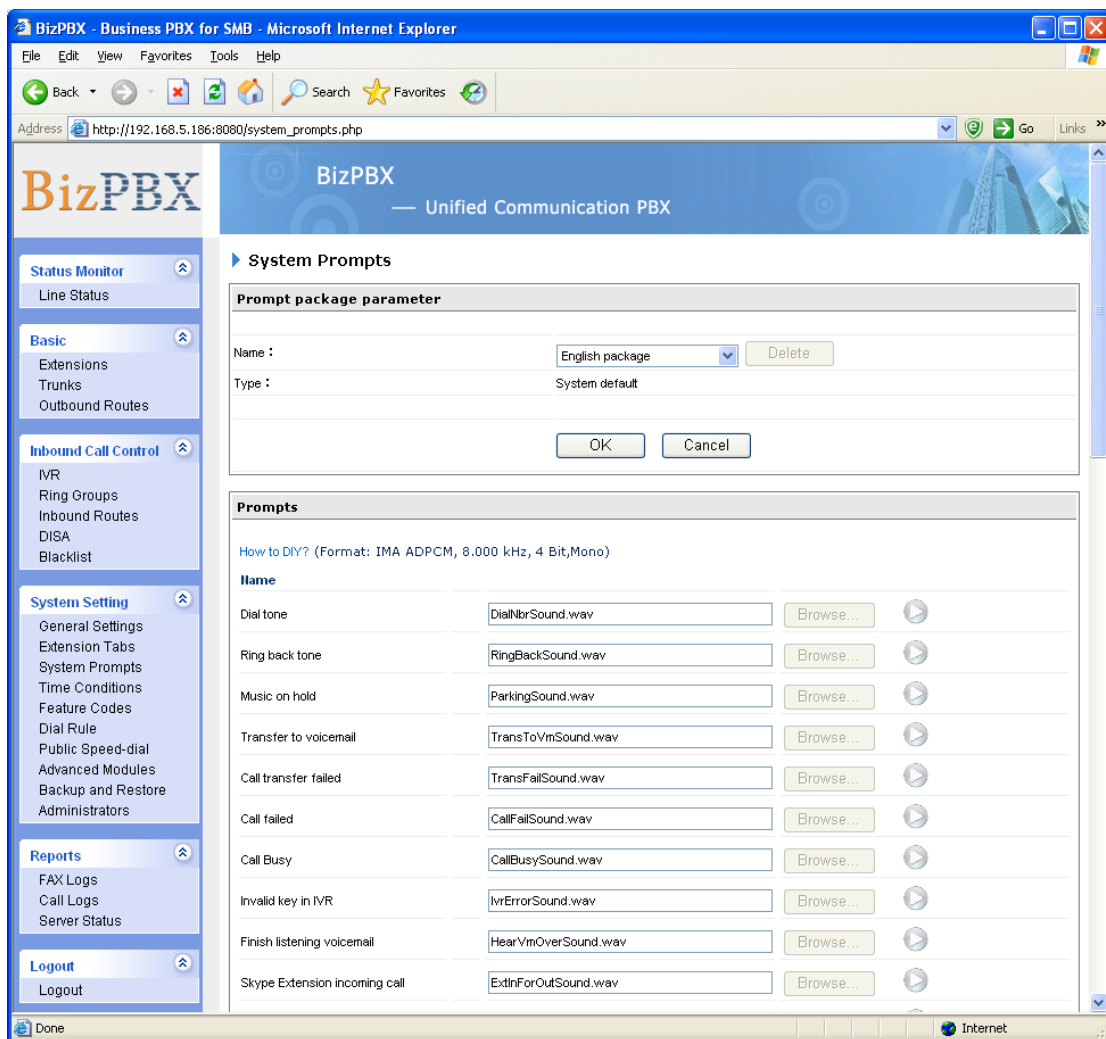 BizPBX - Business PBX for SMB - Microsoft Internet Explorer
File Edit View Favorites Tools Help
Back Search Favorites
Address http://192.168.5.186:8080/system_prompts.php Go Links »
BizPBX
BizPBX
— Unified Communication PBX
Status Monitor
Line Status
Basic
Extensions
Trunks
Outbound Routes
Inbound Call Control
IVR
Ring Groups
Inbound Routes
DISA
Blacklist
System Setting
General Settings
Extension Tabs
System Prompts
Time Conditions
Feature Codes
Dial Rule
Public Speed-dial
Advanced Modules
Backup and Restore
Administrators
Reports
FAX Logs
Call Logs
Server Status
Logout
Logout
System Prompts
Prompt package parameter
Name : English package Delete
Type : System default
OK Cancel
Prompts
How to DIY? (Format: IMA ADPCM, 8.000 kHz, 4 Bit,Mono)
Name
Dial tone DialNbrSound.wav Browse...
Ring back tone RingBackSound.wav Browse...
Music on hold ParkingSound.wav Browse...
Transfer to voicemail TransToVmSound.wav Browse...
Call transfer failed TransFailSound.wav Browse...
Call failed CallFailSound.wav Browse...
Call Busy CallBusySound.wav Browse...
Invalid key in IVR IvrErrorSound.wav Browse...
Finish listening voicemail HearVmOverSound.wav Browse...
Skype Extension incoming call ExtInForOutSound.wav Browse...
Done Internet